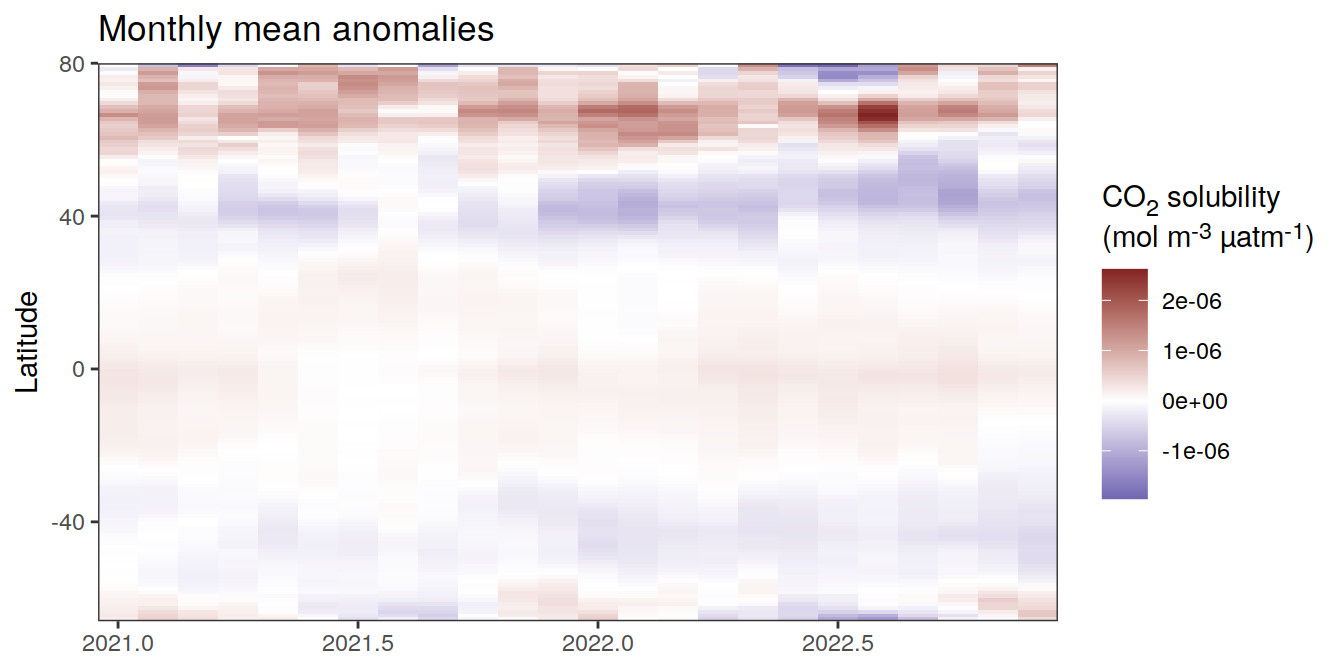 Monthly mean anomalies
80
40
0
-40
Latitude
2021.0
2021.5
2022.0
2022.5
CO₂ solubility
(mol m⁻³ µatm⁻¹)
2e-06
1e-06
0e+00
-1e-06